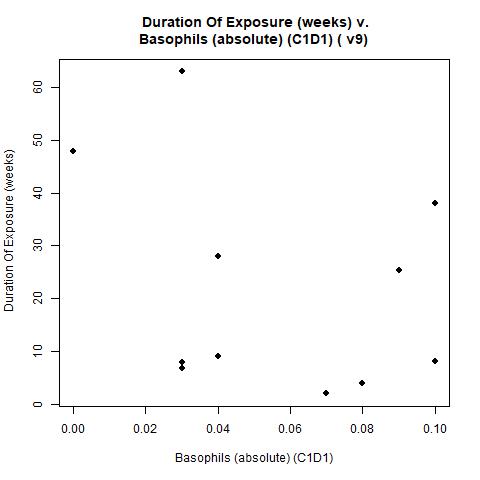 Duration Of Exposure (weeks) v.
Basophils (absolute) (C1D1) ( v9)
Duration Of Exposure (weeks)
60
50
40
30
20
10
0
0.00 0.02 0.04 0.06 0.08 0.10
Basophils (absolute) (C1D1)